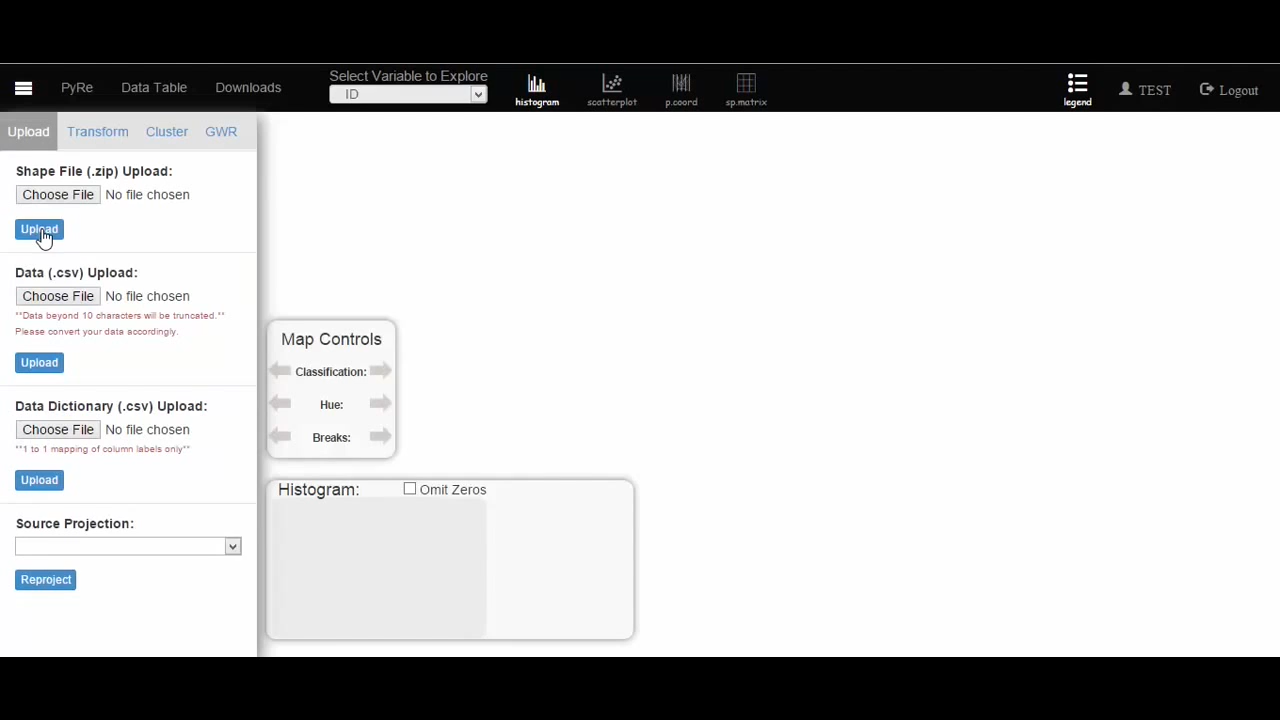 PyRe Data Table Downloads Select Variable to Explore
ID
histogram scatterplot p.coord sp.matrix legend TEST Logout
Upload Transform Cluster GWR
Shape File (.zip) Upload:
Choose File No file chosen
Upload
Data (.csv) Upload:
Choose File No file chosen
**Data beyond 10 characters will be truncated.**
Please convert your data accordingly.
Upload
Data Dictionary (.csv) Upload:
Choose File No file chosen
**1 to 1 mapping of column labels only**
Upload
Source Projection:
Reproject
Map Controls
Classification:
Hue:
Breaks:
Histogram: Omit Zeros